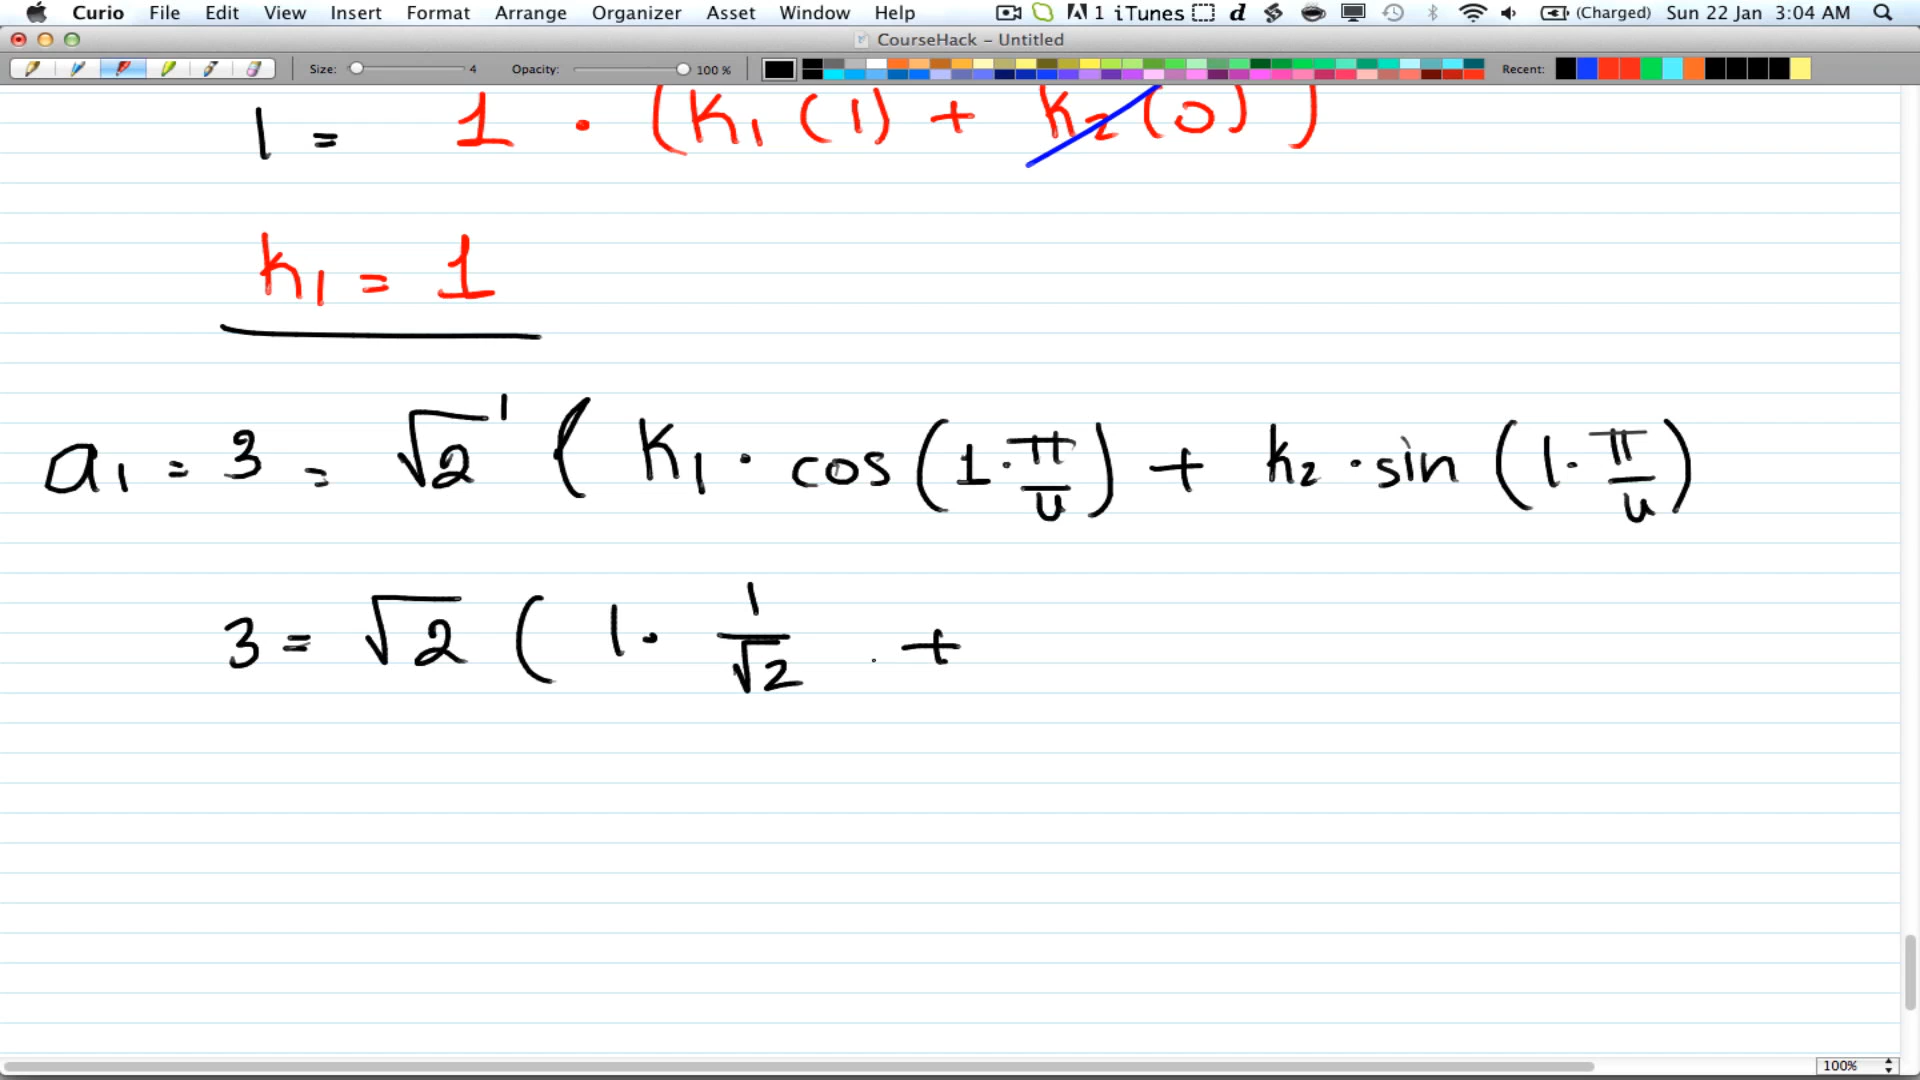 Curio File Edit View Insert Format Arrange Organizer Asset Window Help 1 iTunes d (Charged) Sun 22 Jan 3:04 AM
CourseHack – Untitled
Size: 4 Opacity: 100 % Recent:
1 = 1 · (k₁ (1) + k₂ (0) )
k₁ = 1
a₁ = 3 = √2¹ ( k₁ · cos (1·π/4) + k₂ · sin (1·π/4)
3 = √2 ( 1 · 1/√2 +
100%